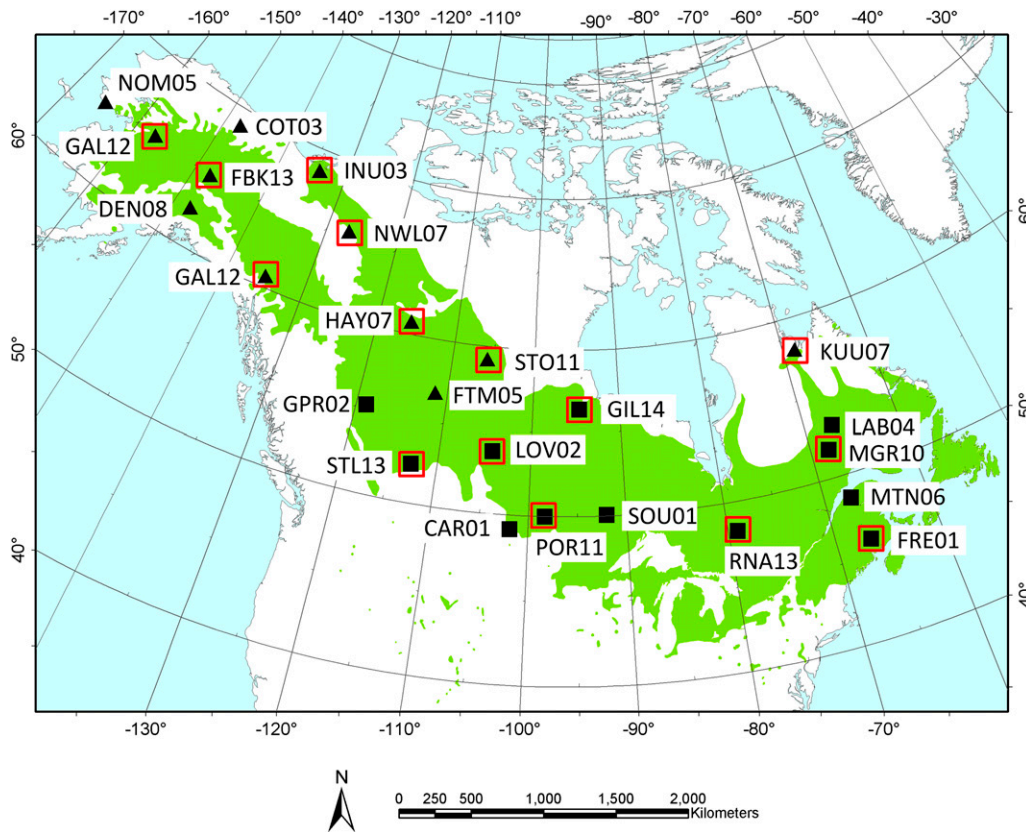 -170° -160° -150° -140° -130° -120° -110° -90° -80° -70° -60° -50° -40° -30°
NOM05
COT03
60°
GAL12
FBK13
INU03
DEN08
60°
NWL07
GAL12
HAY07
50°
KUU07
STO11
FTM05
GPR02
GIL14
50°
LAB04
LOV02
MGR10
STL13
MTN06
SOU01
CAR01
POR11
FRE01
RNA13
40°
40°
-130° -120° -110° -100° -90° -80° -70°
N
0 250 500 1,000 1,500 2,000
Kilometers